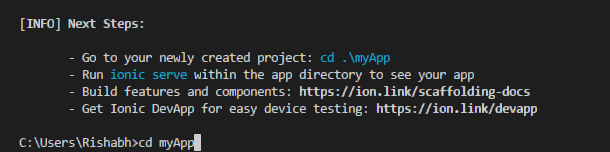 [INFO] Next Steps:
- Go to your newly created project: cd .\myApp
- Run ionic serve within the app directory to see your app
- Build features and components: https://ion.link/scaffolding-docs
- Get Ionic DevApp for easy device testing: https://ion.link/devapp
C:\Users\Rishabh>cd myApp